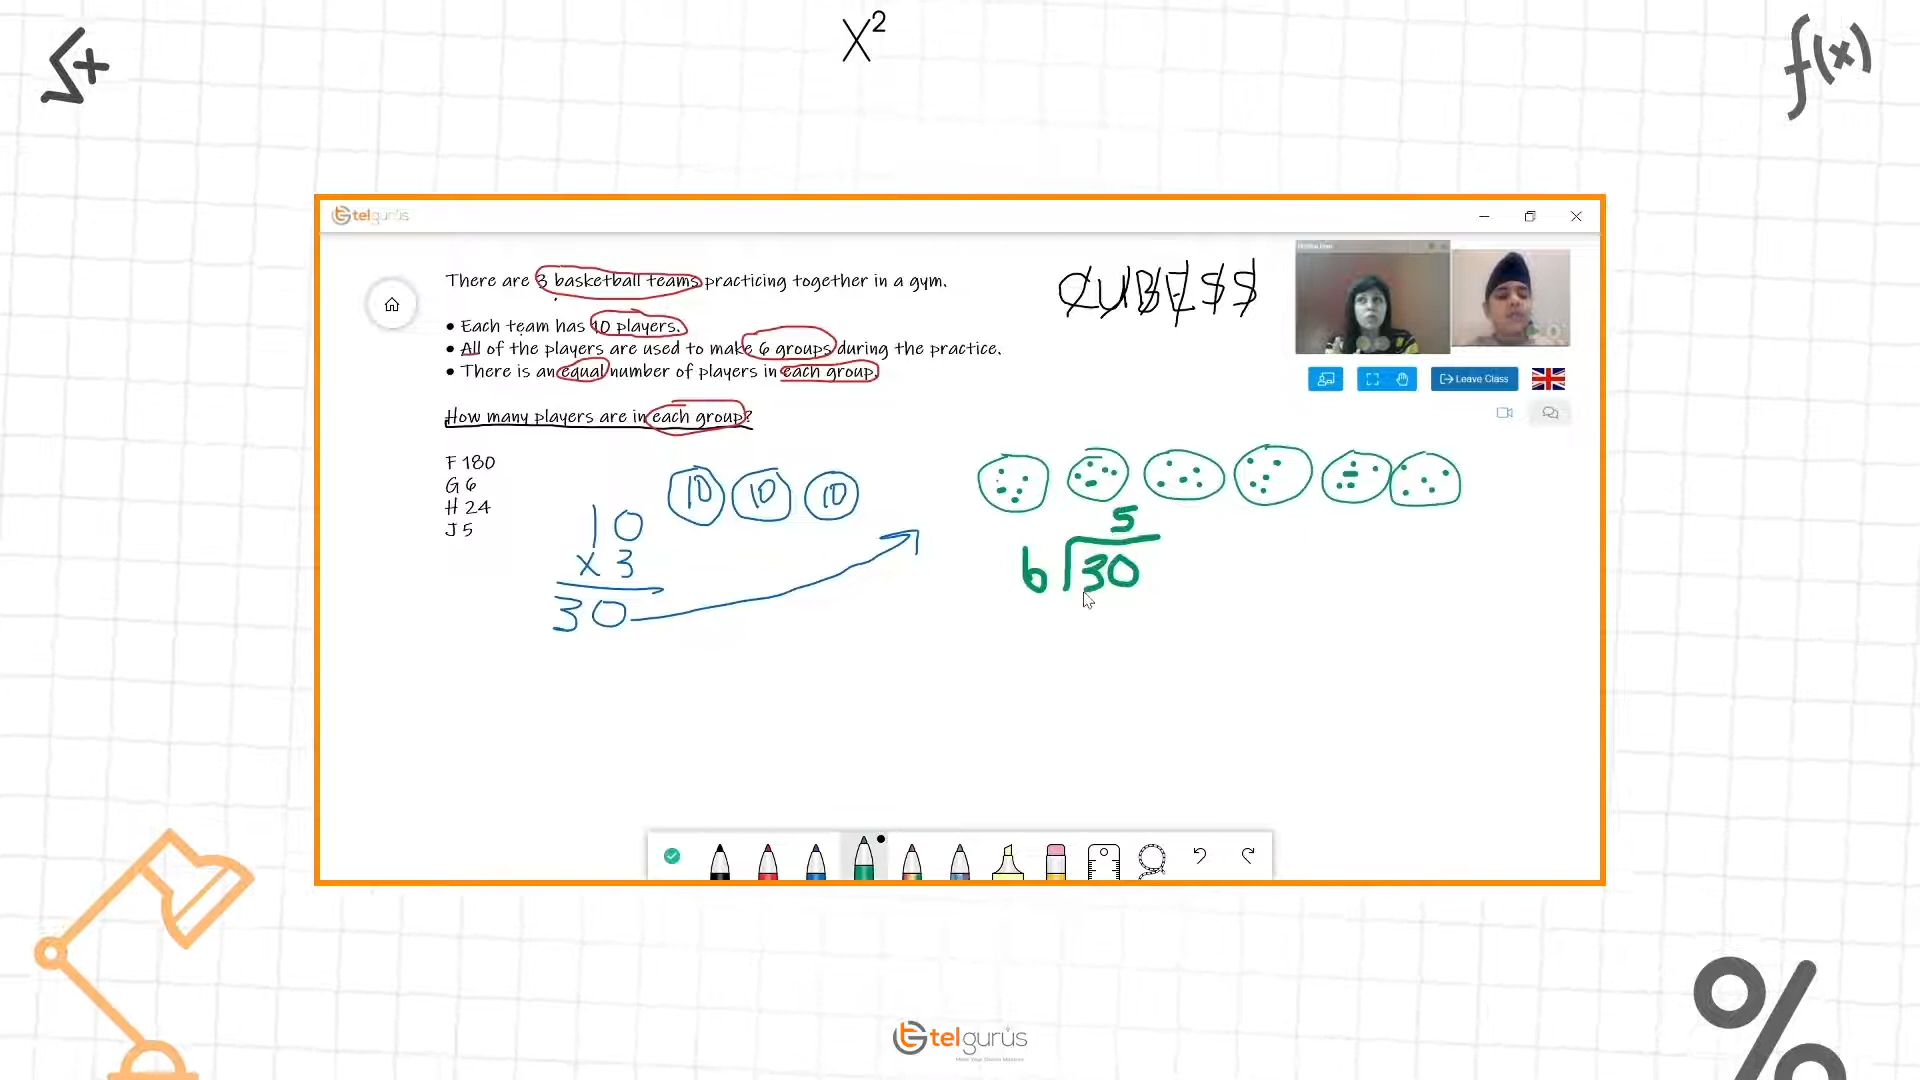 √+
x²
f(x)
telgurus
There are 3 basketball teams practicing together in a gym.
CUBESS
• Each team has 10 players.
• All of the players are used to make 6 groups during the practice.
• There is an equal number of players in each group.
Leave Class
How many players are in each group?
F 180
G 6
H 24
J 5
10 10 10
10
x 3
30
5
6 30
%
telgurus